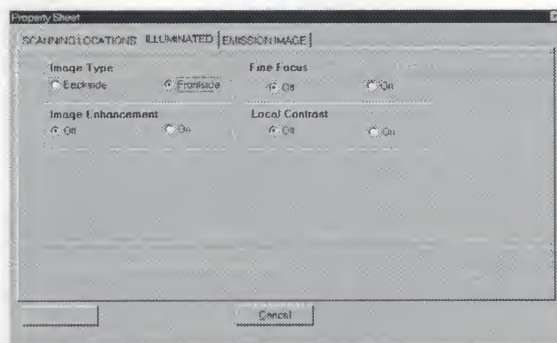 Property Sheet
SCANNING LOCATIONS ILLUMINATED EMISSION IMAGE
Image Type Fine Focus
Backside Frontside Off On
Image Enhancement Local Contrast
Off On Off On
Cancel